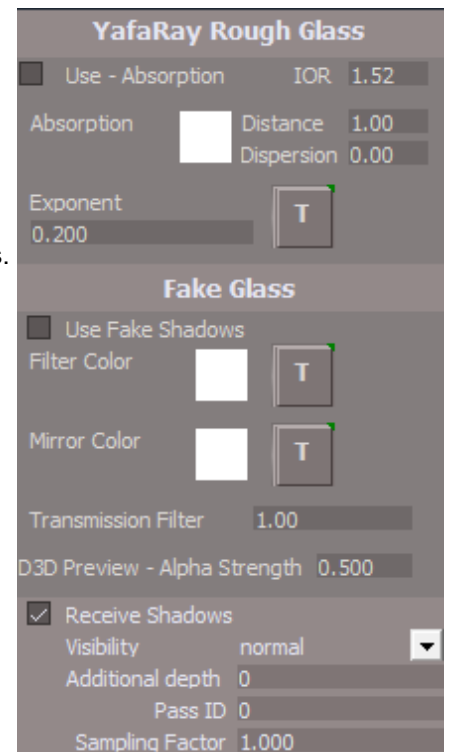 YafaRay Rough Glass
Use - Absorption IOR 1.52
Absorption Distance 1.00
Dispersion 0.00
Exponent
T
0.200
s.
Fake Glass
Use Fake Shadows
Filter Color T
Mirror Color T
Transmission Filter 1.00
D3D Preview - Alpha Strength 0.500
Receive Shadows
Visibility normal
Additional depth 0
Pass ID 0
Sampling Factor 1.000